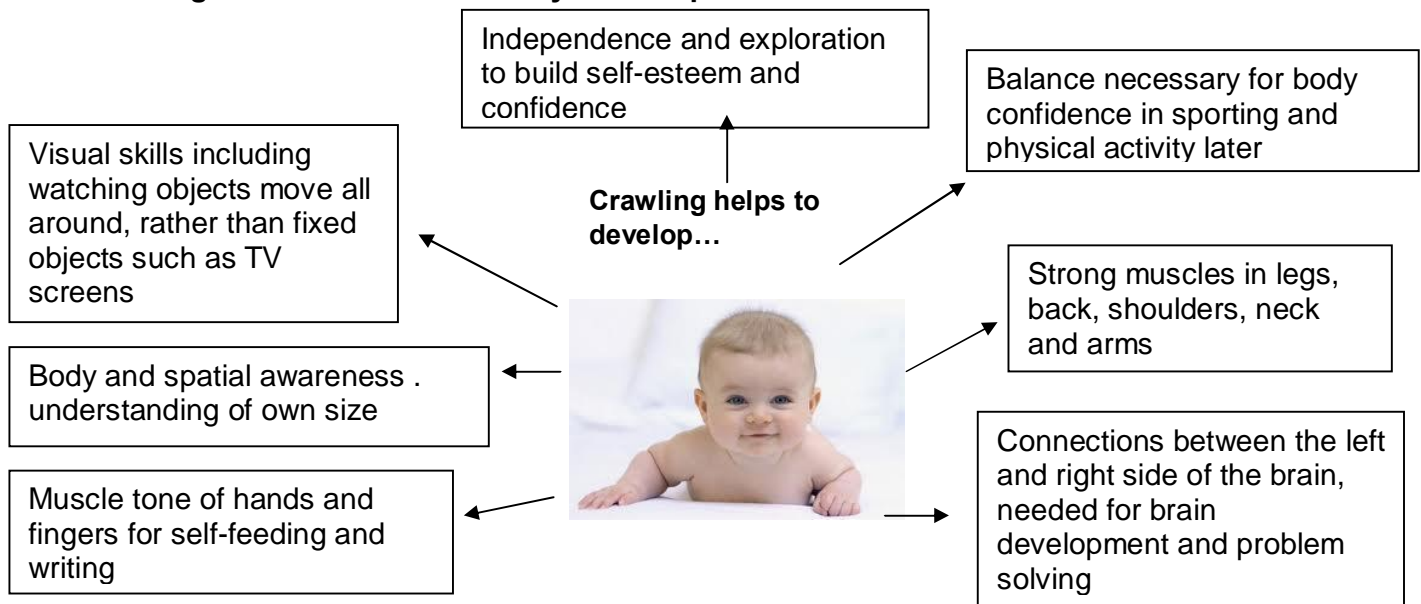 Independence and exploration
to build self-esteem and
confidence
Balance necessary for body
confidence in sporting and
physical activity later
Visual skills including
watching objects move all
around, rather than fixed
objects such as TV
screens
Crawling helps to
develop…
Strong muscles in legs,
back, shoulders, neck
and arms
Body and spatial awareness .
understanding of own size
Muscle tone of hands and
fingers for self-feeding and
writing
Connections between the left
and right side of the brain,
needed for brain
development and problem
solving